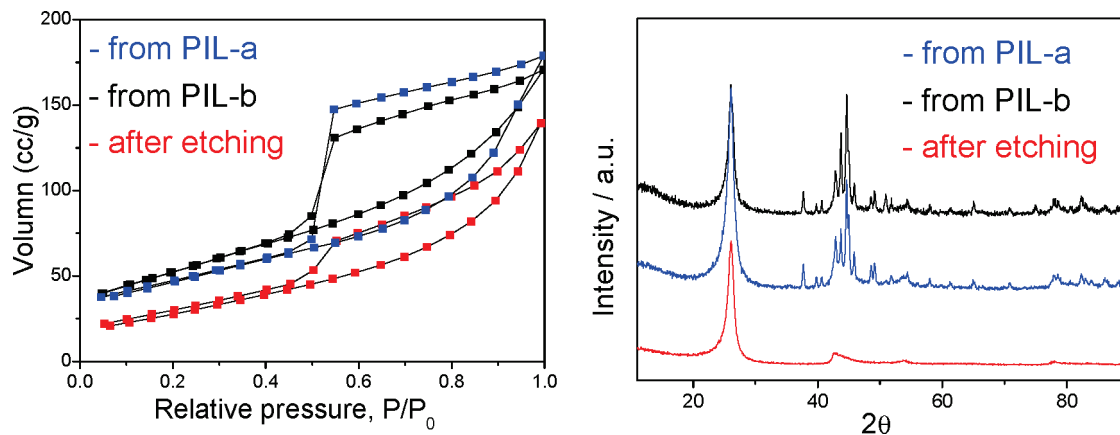 200
150
100
50
0
Volumn (cc/g)
- from PIL-a
- from PIL-b
- after etching
0.0 0.2 0.4 0.6 0.8 1.0
Relative pressure, P/P0
Intensity / a.u.
- from PIL-a
- from PIL-b
- after etching
20 40 60 80
2θ